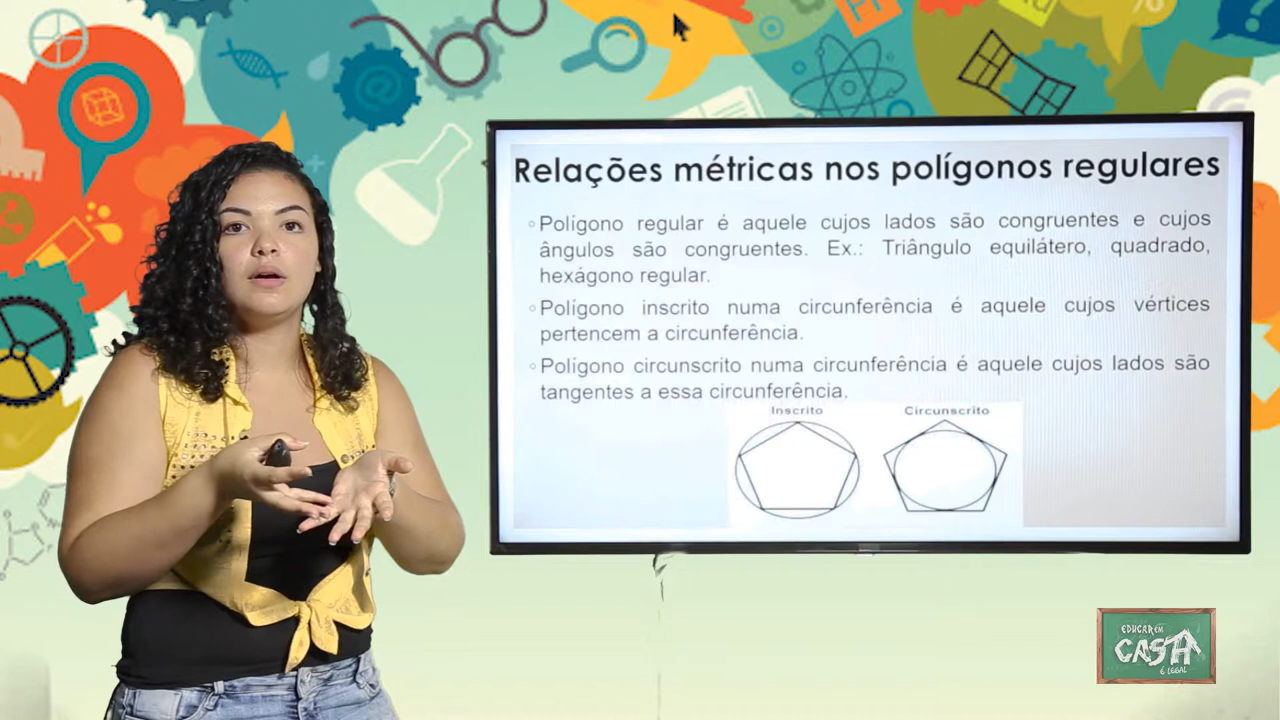 Relações métricas nos polígonos regulares
Polígono regular é aquele cujos lados são congruentes e cujos
ângulos são congruentes. Ex.: Triângulo equilátero, quadrado,
hexágono regular.
Polígono inscrito numa circunferência é aquele cujos vértices
pertencem a circunferência.
Polígono circunscrito numa circunferência é aquele cujos lados são
tangentes a essa circunferência.
Inscrito Circunscrito
EDUCAR EM
CASA
É LEGAL